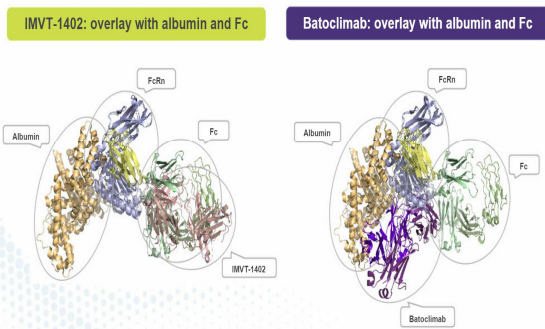 IMVT-1402: overlay with albumin and Fc
FcRn
Albumin
Fc
IMVT-1402
Batoclimab: overlay with albumin and Fc
FcRn
Albumin
Fc
Batoclimab